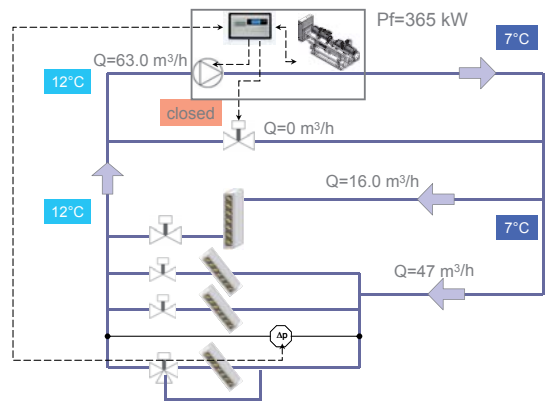 Pf=365 kW
7°C
Q=63.0 m³/h
12°C
closed
Q=0 m³/h
Q=16.0 m³/h
12°C
7°C
Q=47 m³/h
Δp